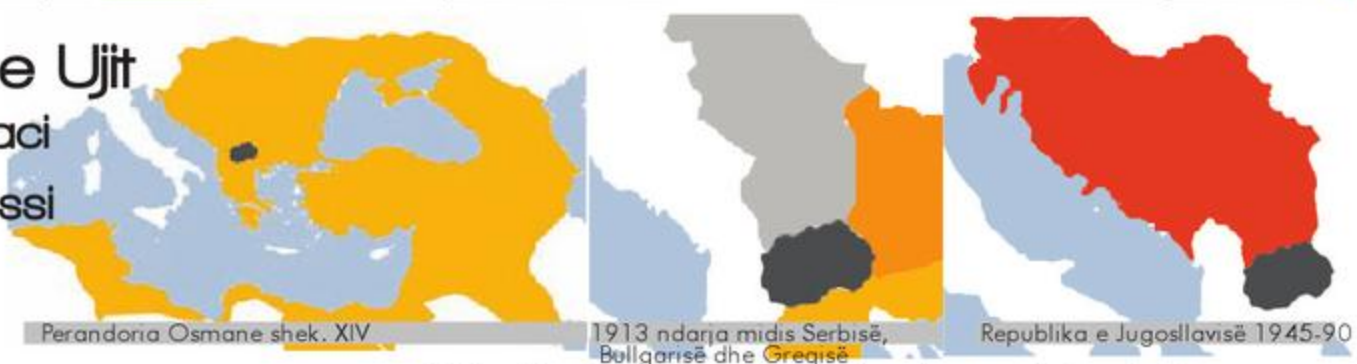 e Ujit
aci
ssi
Perandoria Osmane shek. XIV
1913 ndarja midis Serbisë,
Bullgarisë dhe Greqisë
Republika e Jugosllavisë 1945-90